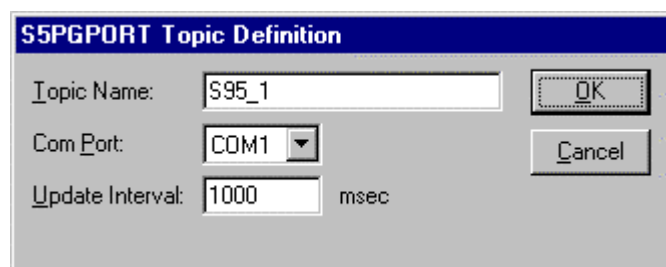 S5PGPORT Topic Definition
Topic Name: S95_1 OK
Com Port: COM1 Cancel
Update Interval: 1000 msec